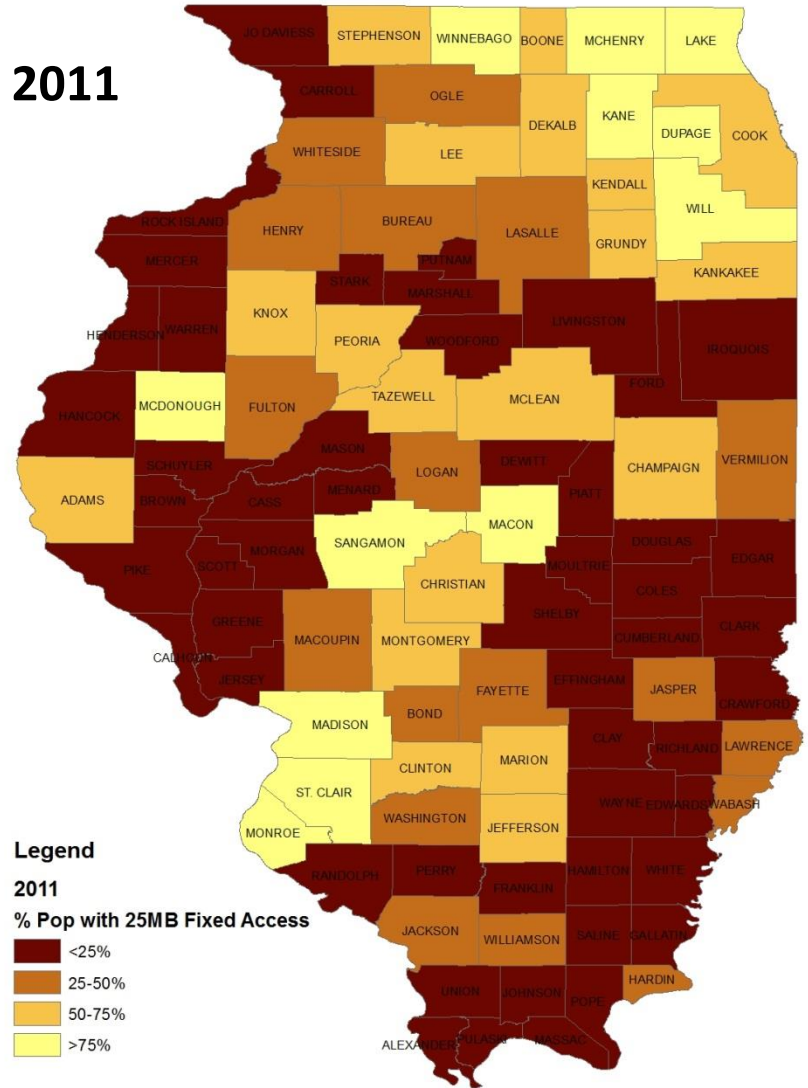 JO DAVIESS
STEPHENSON
WINNEBAGO
BOONE
MCHENRY
LAKE
2011
CARROLL
OGLE
DEKALB
KANE
DUPAGE
COOK
WHITESIDE
LEE
KENDALL
WILL
ROCK ISLAND
HENRY
BUREAU
LASALLE
GRUNDY
MERCER
PUTNAM
KANKAKEE
STARK
MARSHALL
KNOX
HENDERSON
WARREN
PEORIA
WOODFORD
LIVINGSTON
IROQUOIS
FORD
HANCOCK
MCDONOUGH
FULTON
TAZEWELL
MCLEAN
MASON
SCHUYLER
LOGAN
DEWITT
CHAMPAIGN
VERMILION
ADAMS
BROWN
CASS
MENARD
PIATT
MACON
SANGAMON
DOUGLAS
EDGAR
PIKE
SCOTT
MORGAN
MOULTRIE
CHRISTIAN
COLES
GREENE
MACOUPIN
MONTGOMERY
SHELBY
CUMBERLAND
CLARK
CALHOUN
JERSEY
FAYETTE
EFFINGHAM
JASPER
CRAWFORD
MADISON
BOND
CLAY
RICHLAND
LAWRENCE
CLINTON
MARION
ST. CLAIR
WAYNE
EDWARDS
WABASH
WASHINGTON
JEFFERSON
MONROE
RANDOLPH
PERRY
HAMILTON
WHITE
FRANKLIN
JACKSON
WILLIAMSON
SALINE
GALLATIN
HARDIN
UNION
JOHNSON
POPE
ALEXANDER
PULASKI
MASSAC
Legend
2011
% Pop with 25MB Fixed Access
<25%
25-50%
50-75%
>75%